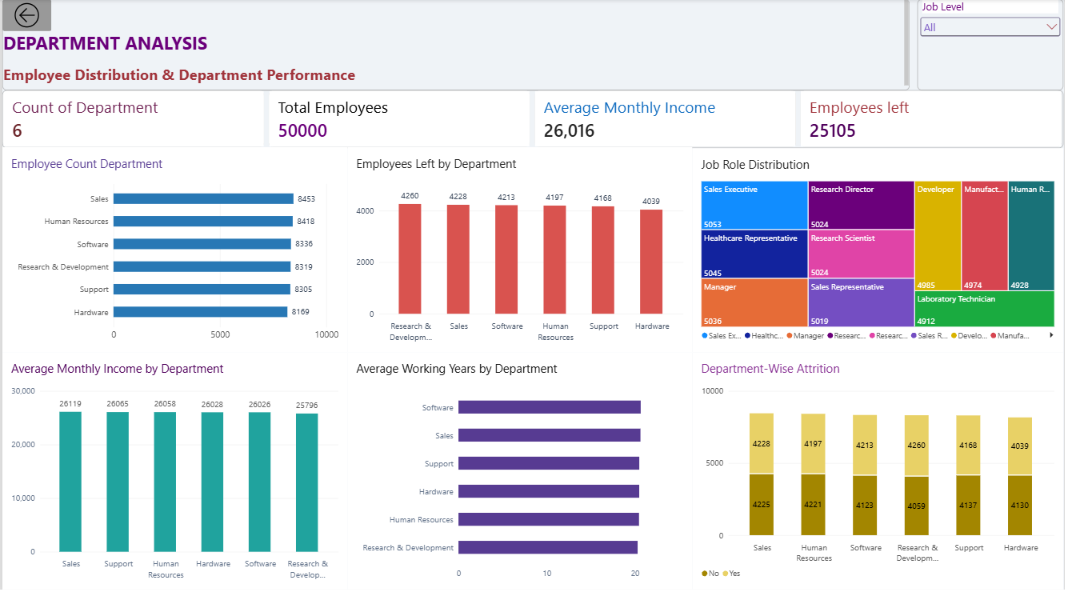 Job Level
All
DEPARTMENT ANALYSIS
Employee Distribution & Department Performance
Count of Department
6
Total Employees
50000
Average Monthly Income
26,016
Employees left
25105
Employee Count Department
Sales 8453
Human Resources 8418
Software 8336
Research & Development 8319
Support 8305
Hardware 8169
0 5000 10000
Employees Left by Department
4000
2000
0
4260 4228 4213 4197 4168 4039
Research & Sales Software Human Support Hardware
Developm... Resources
Job Role Distribution
Sales Executive
5053
Healthcare Representative
5045
Manager
5036
Research Director
5024
Research Scientist
5024
Sales Representative
5019
Developer
4985
Manufact...
4974
Human R...
4928
Laboratory Technician
4912
Sales Ex... Healthc... Manager Researc... Researc... Sales R... Develo... Manufa...
Average Monthly Income by Department
30,000
20,000
10,000
0
26119 26065 26058 26028 26026 25796
Sales Support Human Hardware Software Research &
Resources Develop...
Average Working Years by Department
Software
Sales
Support
Hardware
Human Resources
Research & Development
0 10 20
Department-Wise Attrition
10000
5000
0
4228 4197 4213 4260 4168 4039
4225 4221 4123 4059 4137 4130
Sales Human Software Research & Support Hardware
Resources Developm...
No Yes